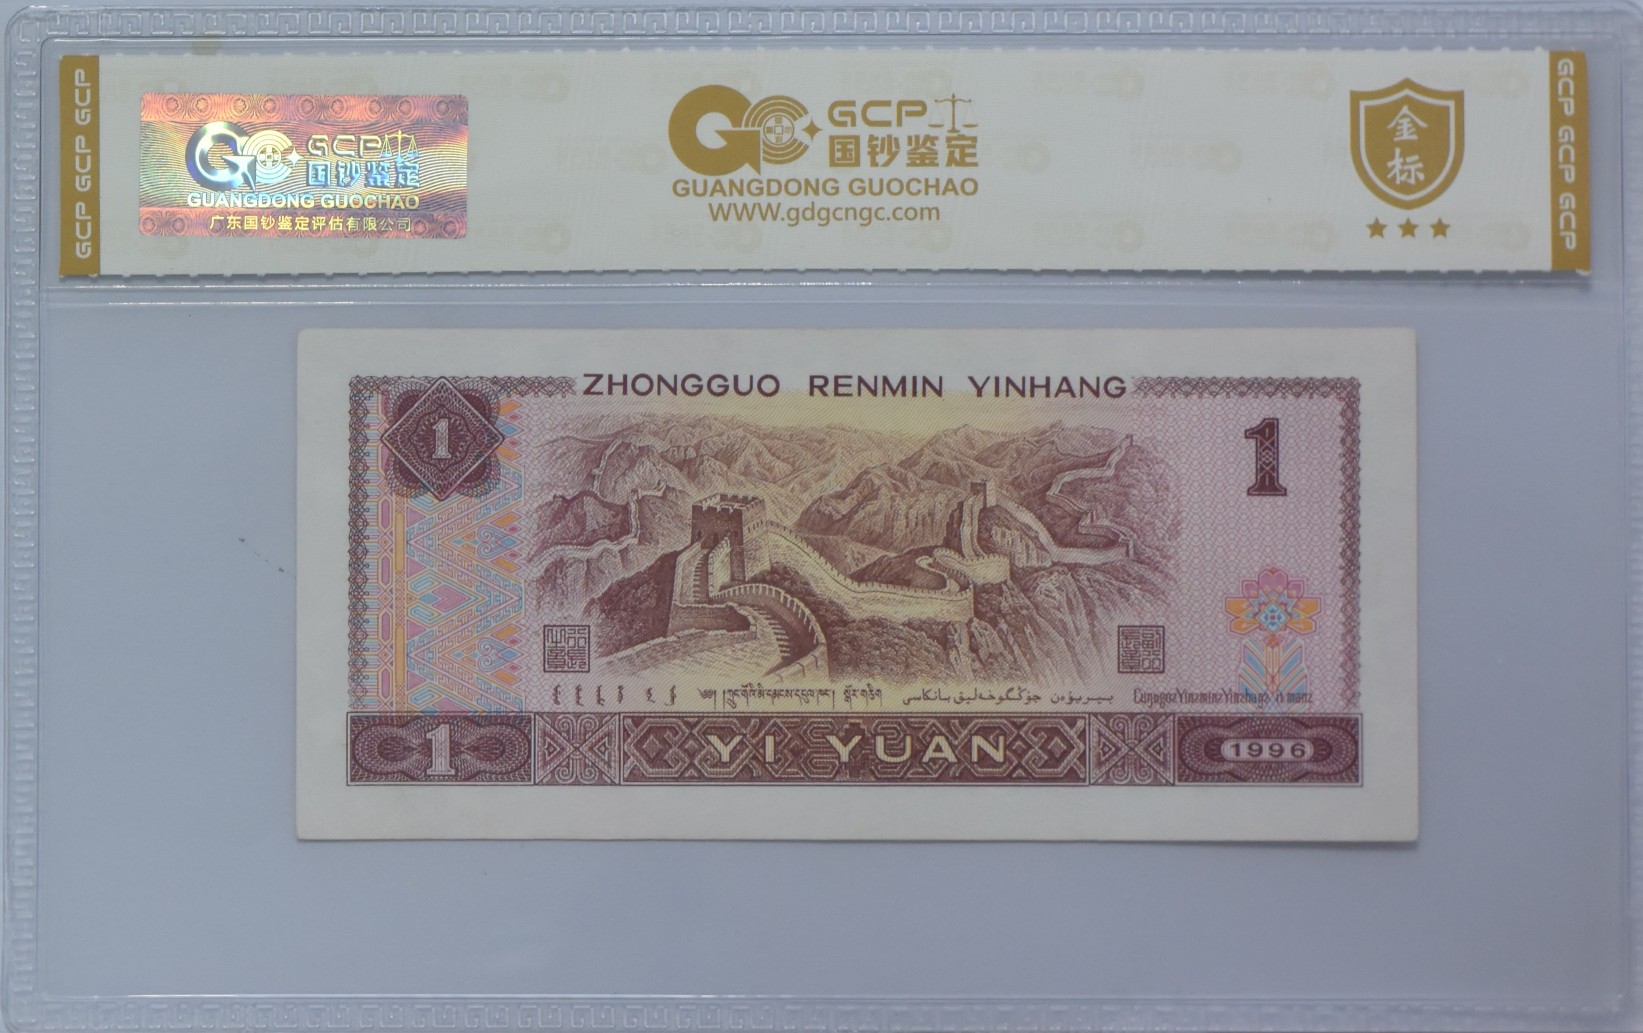 GCP GCP GCP
GCP
国钞鉴定
GUANGDONG GUOCHAO
广东国钞鉴定评估有限公司
GCP
国钞鉴定
GUANGDONG GUOCHAO
WWW.gdgcngc.com
金
标
GCP GCP GCP
ZHONGGUO RENMIN YINHANG
1
1
1
YI YUAN
1996